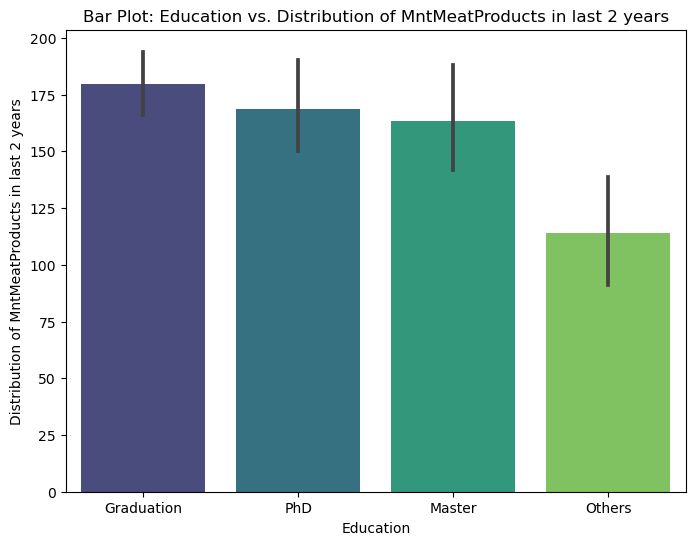 Bar Plot: Education vs. Distribution of MntMeatProducts in last 2 years
Distribution of MntMeatProducts in last 2 years
200
175
150
125
100
75
50
25
0
Graduation PhD Master Others
Education